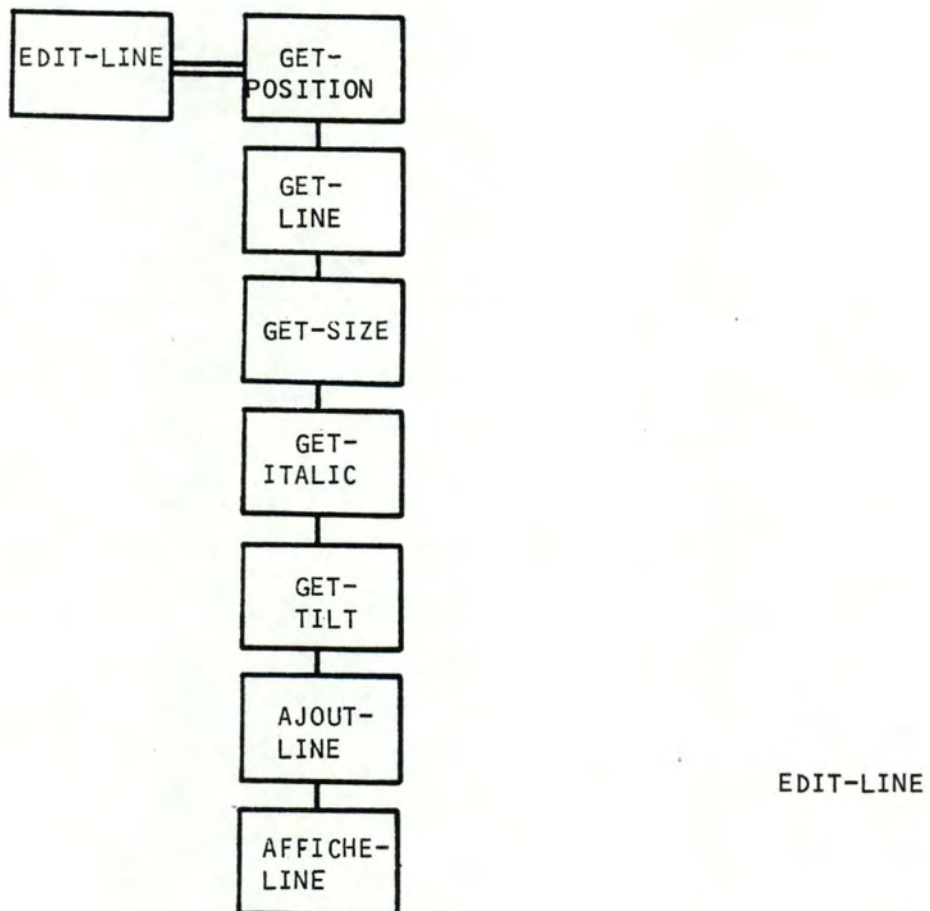 EDIT-LINE
GET-
POSITION
GET-
LINE
GET-SIZE
GET-
ITALIC
GET-
TILT
AJOUT-
LINE
EDIT-LINE
AFFICHE-
LINE